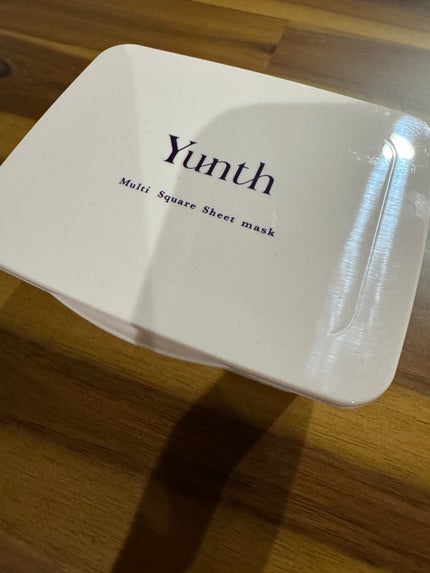 Yunth
Multi Square Sheet mask